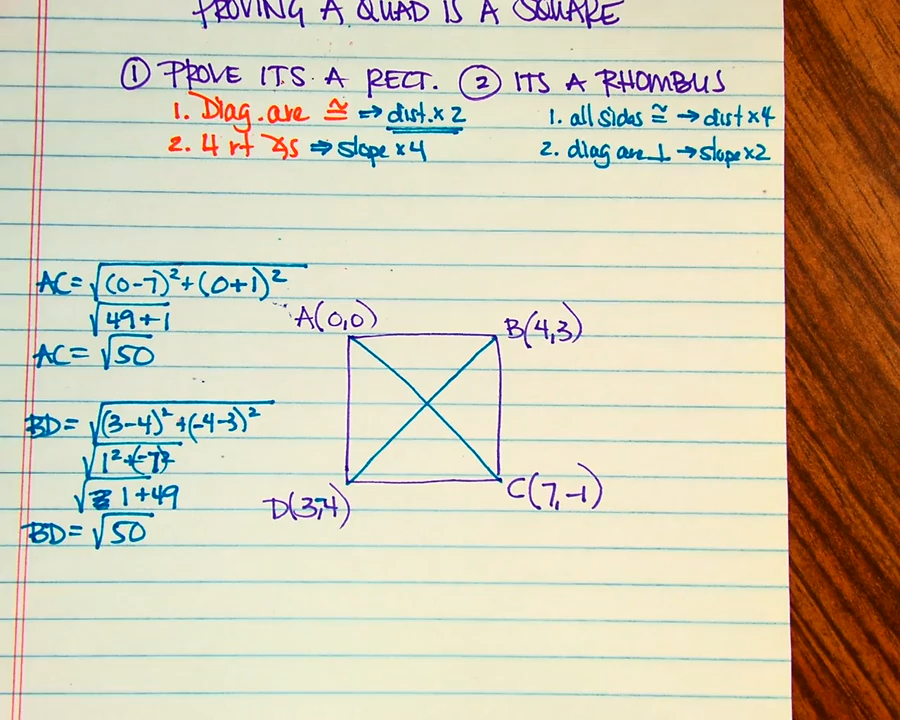 PROVING A QUAD IS A SQUARE
① PROVE ITS A RECT. ② ITS A RHOMBUS
1. Diag. are ≅ ⇒ dist. x 2
1. all sides ≅ → dist x4
2. 4 rt ∡s ⇒ slope x4
2. diag are ⊥ → slope x2
AC = √(0-7)²+(0+1)²
√49+1
AC = √50
A(0,0)
B(4,3)
BD = √(3-4)²+(-4-3)²
√1²+(-7)²
√1+49
BD = √50
D(3,-4)
C(7,-1)